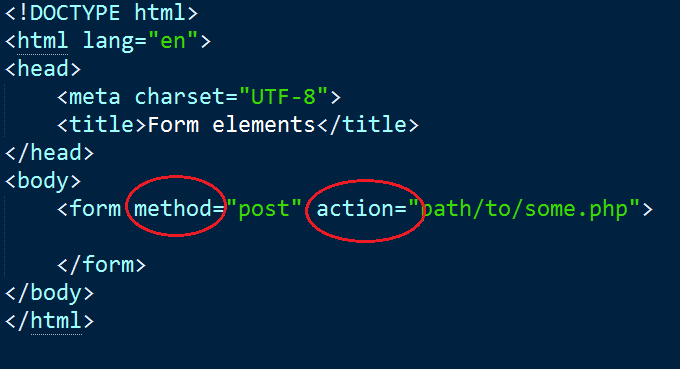 <!DOCTYPE html>
<html lang="en">
<head>
    <meta charset="UTF-8">
    <title>Form elements</title>
</head>
<body>
    <form method="post" action="path/to/some.php">
    </form>
</body>
</html>